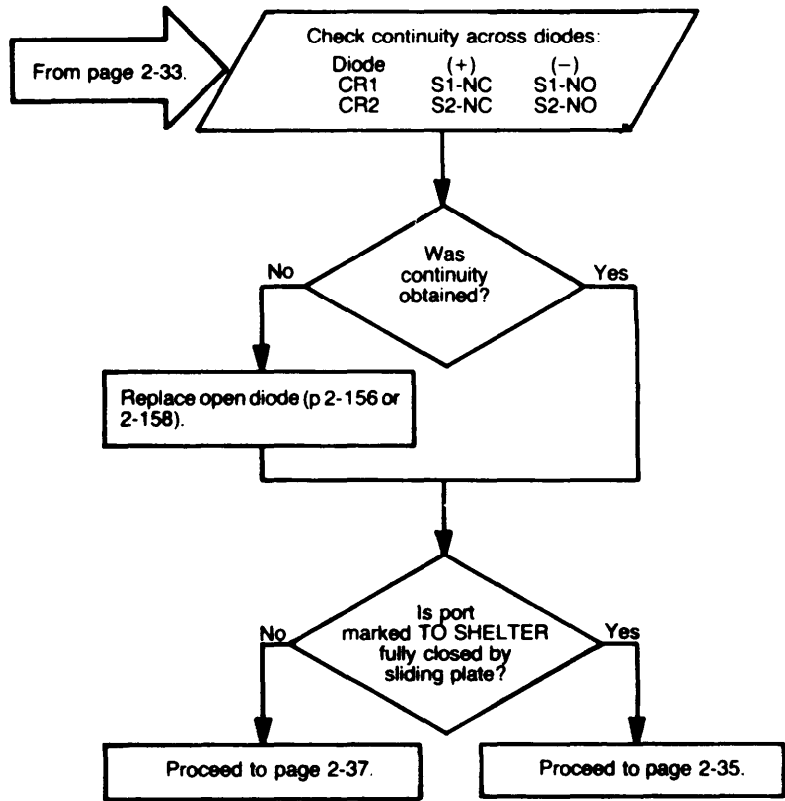 From page 2-33.
Check continuity across diodes:
Diode (+) (−)
CR1 S1-NC S1-NO
CR2 S2-NC S2-NO
Was
continuity
obtained?
No
Yes
Replace open diode (p 2-156 or
2-158).
Is port
marked TO SHELTER
fully closed by
sliding plate?
No
Yes
Proceed to page 2-37.
Proceed to page 2-35.